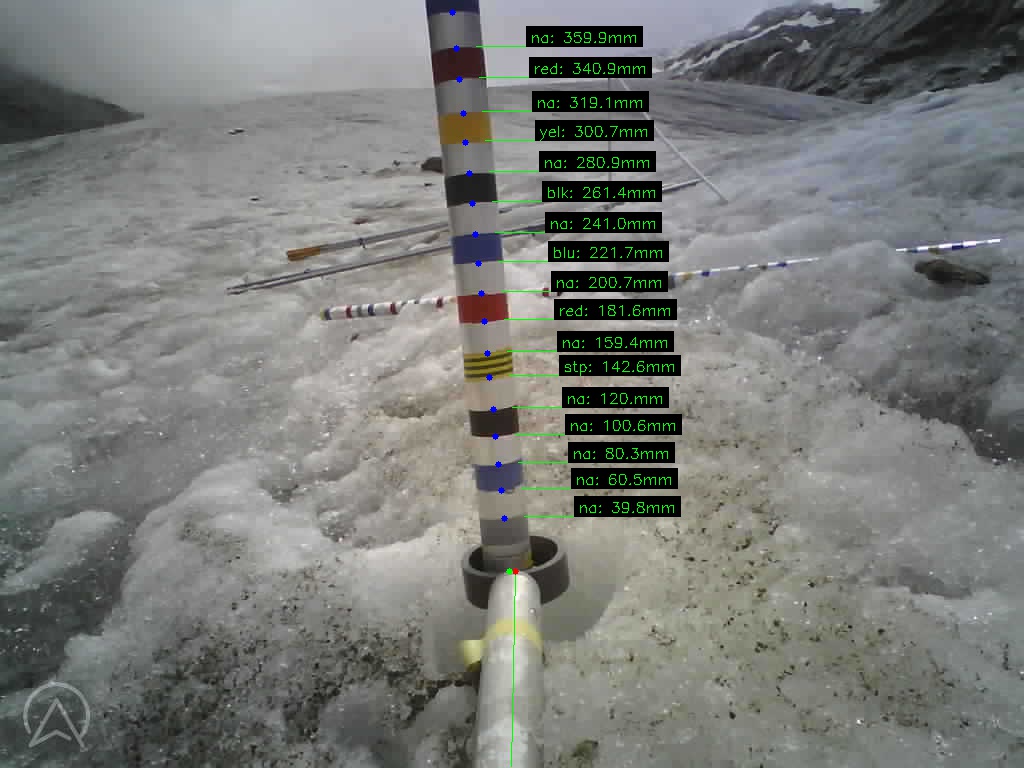 na: 359.9mm
red: 340.9mm
na: 319.1mm
yel: 300.7mm
na: 280.9mm
blk: 261.4mm
na: 241.0mm
blu: 221.7mm
na: 200.7mm
red: 181.6mm
na: 159.4mm
stp: 142.6mm
na: 120.mm
na: 100.6mm
na: 80.3mm
na: 60.5mm
na: 39.8mm